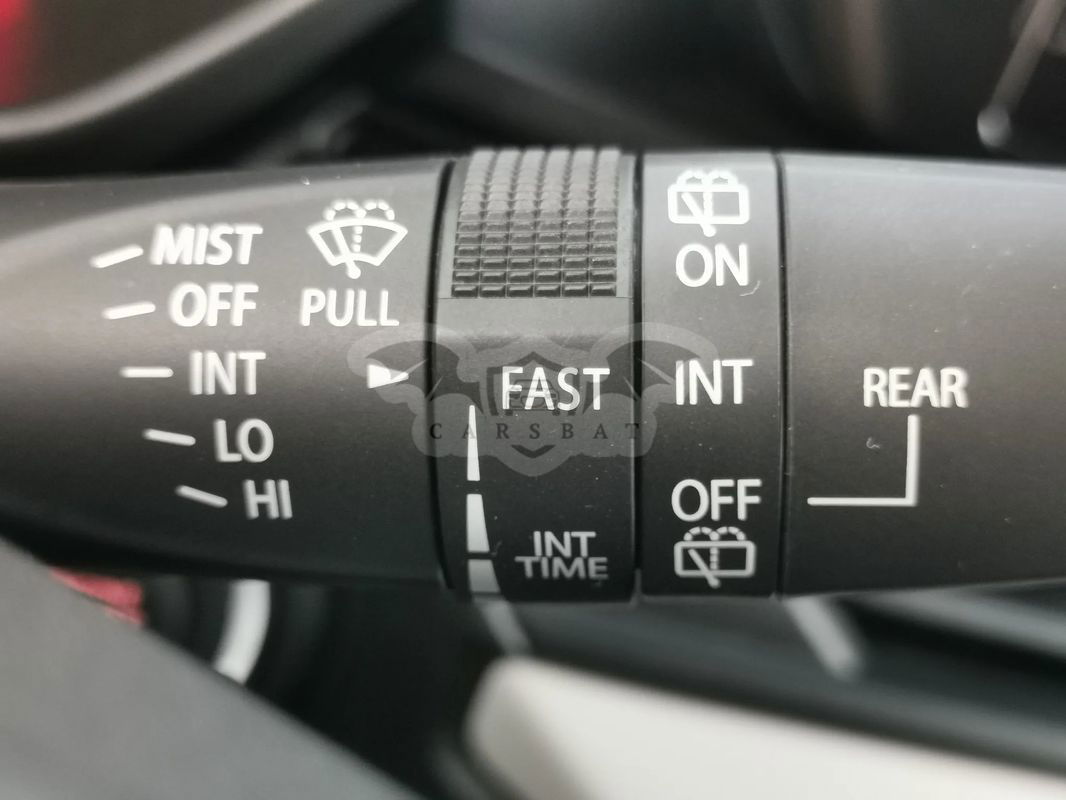 MIST
OFF
INT
LO
HI
PULL
FAST
INT
TIME
ON
INT
OFF
REAR
CARSBAT